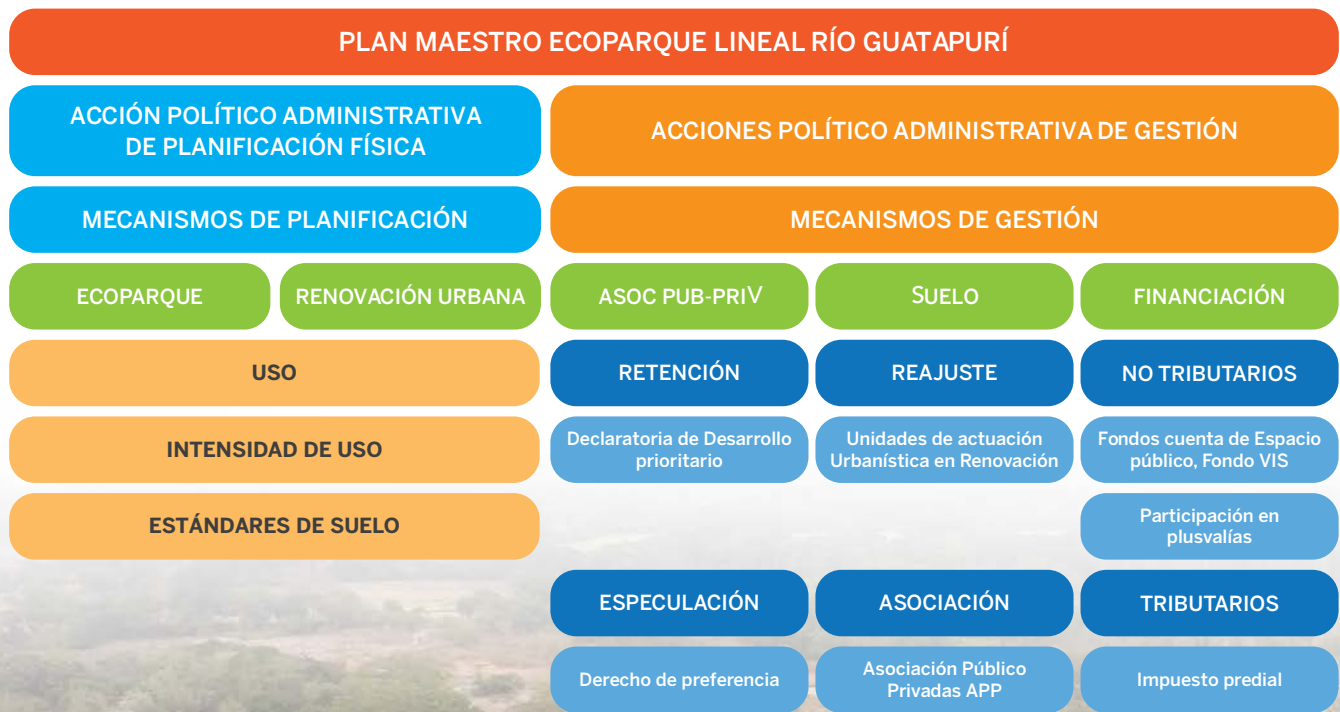 PLAN MAESTRO ECOPARQUE LINEAL RÍO GUATAPURÍ
ACCIÓN POLÍTICO ADMINISTRATIVA
DE PLANIFICACIÓN FÍSICA
ACCIONES POLÍTICO ADMINISTRATIVA DE GESTIÓN
MECANISMOS DE PLANIFICACIÓN
MECANISMOS DE GESTIÓN
ECOPARQUE
RENOVACIÓN URBANA
ASOC PUB-PRIV
SUELO
FINANCIACIÓN
USO
RETENCIÓN
REAJUSTE
NO TRIBUTARIOS
INTENSIDAD DE USO
Declaratoria de Desarrollo
prioritario
Unidades de actuación
Urbanística en Renovación
Fondos cuenta de Espacio
público, Fondo VIS
ESTÁNDARES DE SUELO
Participación en
plusvalías
ESPECULACIÓN
ASOCIACIÓN
TRIBUTARIOS
Derecho de preferencia
Asociación Público
Privadas APP
Impuesto predial